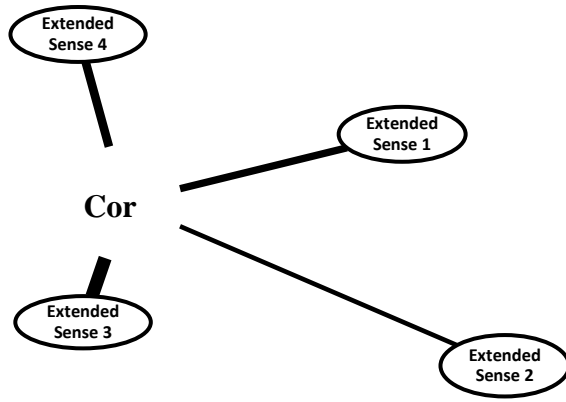 Extended
Sense 4
Extended
Sense 1
Cor
Extended
Sense 3
Extended
Sense 2